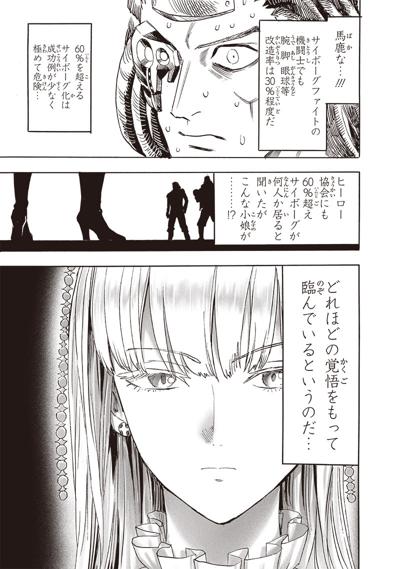 馬鹿な…!!!
サイボーグファイトの
機闘士でも
腕、脚、眼球等
改造率は30%程度だ
60%を超える
サイボーグ化は
成功例が少なく
極めて危険…
ヒーロー
協会にも
60%超え
サイボーグが
何人か居ると
聞いたが
こんな小娘が
……!?
どれほどの覚悟をもって
臨んでいるというのだ…